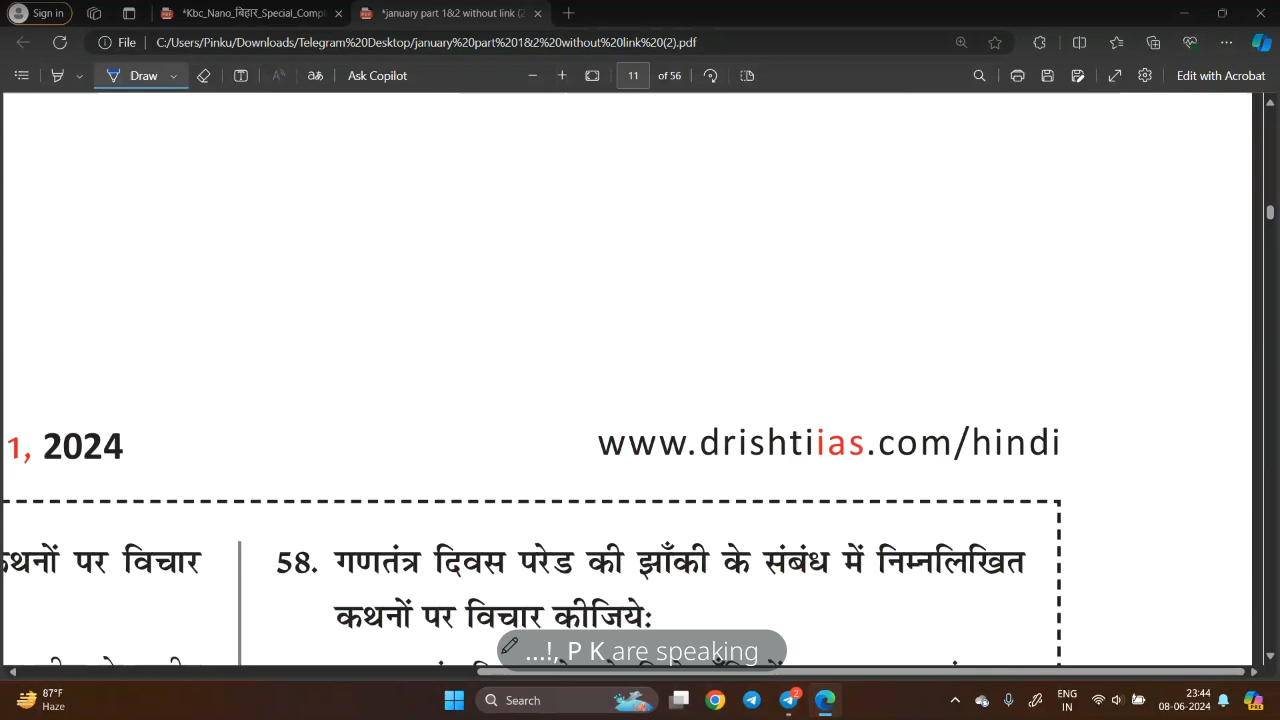 Sign in
*Kbc_Nano_बिहार_Special_Compl
*january part 1&2 without link (2
File
C:/Users/Pinku/Downloads/Telegram%20Desktop/january%20part%201&2%20without%20link%20(2).pdf
Draw
Ask Copilot
11 of 56
Edit with Acrobat
1, 2024
www.drishtiias.com/hindi
कथनों पर विचार
58. गणतंत्र दिवस परेड की झाँकी के संबंध में निम्नलिखित
कथनों पर विचार कीजिये:
...!, P K are speaking
87°F
Haze
Search
2
ENG
IN
23:44
08-06-2024